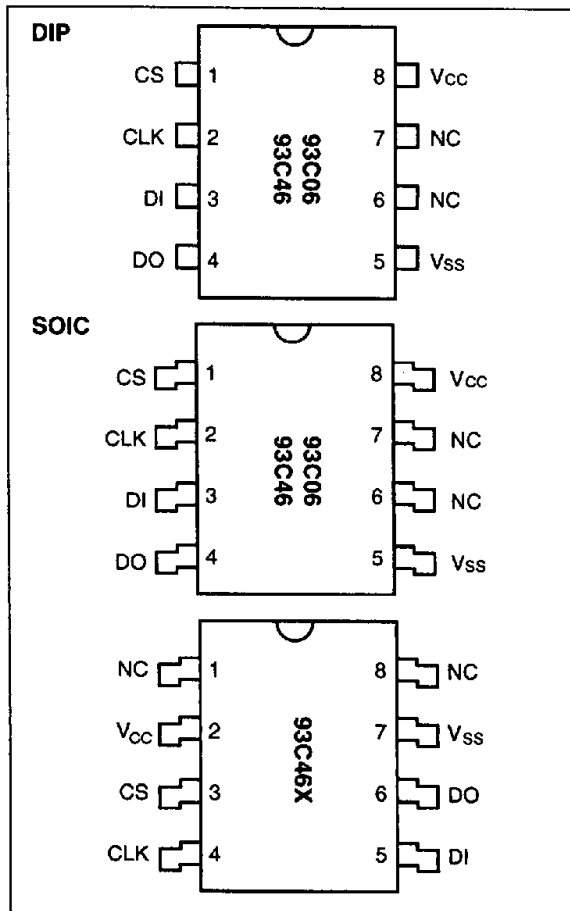 DIP
CS 1 8 VCC
CLK 2 7 NC
DI 3 6 NC
DO 4 5 VSS
93C06
93C46
SOIC
CS 1 8 VCC
CLK 2 7 NC
DI 3 6 NC
DO 4 5 VSS
93C06
93C46
NC 1 8 NC
VCC 2 7 VSS
CS 3 6 DO
CLK 4 5 DI
93C46X